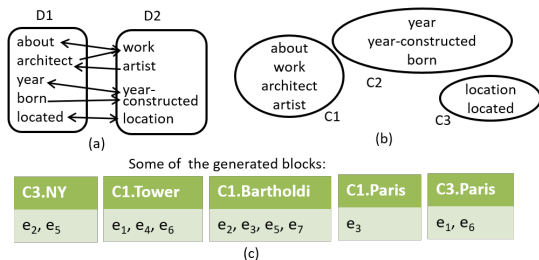 D1
D2
about
architect
year
born
located
work
artist
year-
constructed
location
(a)
about
work
architect
artist
C1
year
year-constructed
born
C2
location
located
C3
(b)
Some of the generated blocks:
C3.NY
C1.Tower
C1.Bartholdi
C1.Paris
C3.Paris
e2, e5
e1, e4, e6
e2, e3, e5, e7
e3
e1, e6
(c)